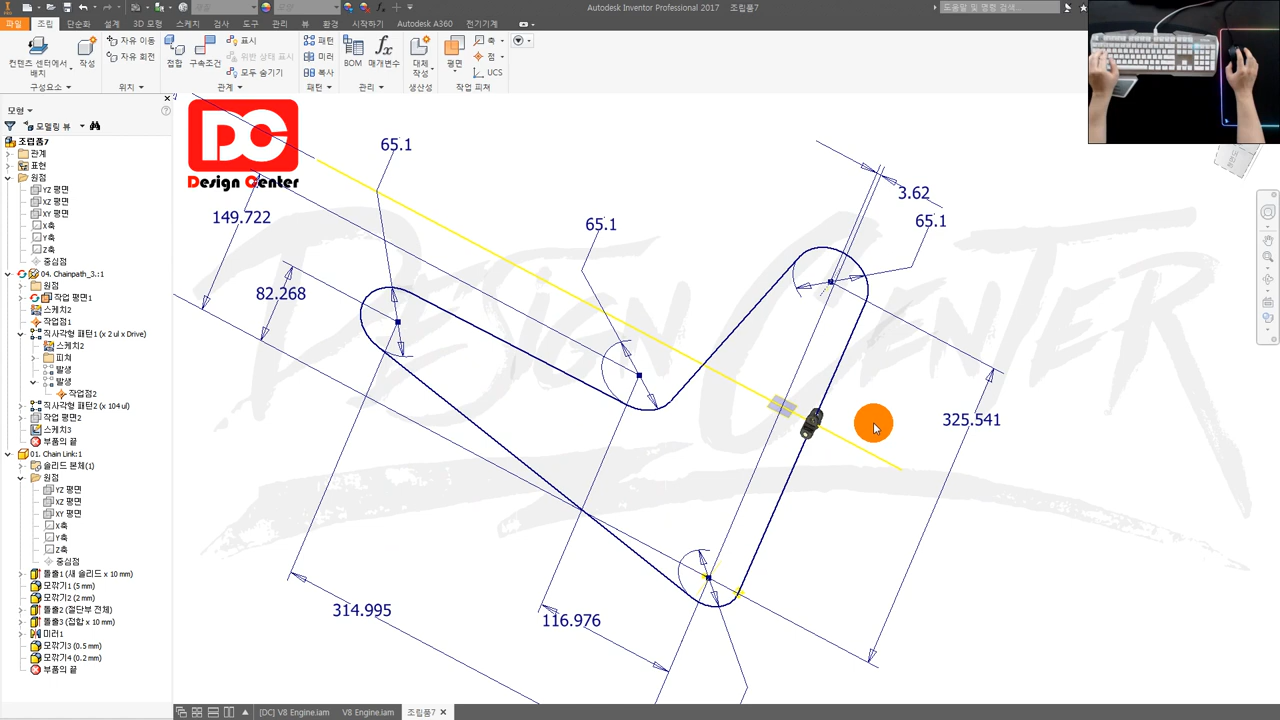 Autodesk Inventor Professional 2017 조립품7
도움말 및 명령 검색...
파일 조립 단순화 설계 3D 모형 스케치 검사 도구 관리 뷰 환경 시작하기 Autodesk A360 전기기계
컨텐츠 센터에서 배치
작성
자유 이동
자유 회전
접합
구속조건
표시
위반 상태 표시
모두 숨기기
패턴
미러
복사
BOM
매개변수
대체 작성
평면
축
점
UCS
구성요소 위치 관계 패턴 관리 생산성 작업 피쳐
모형
모델링 뷰
조립품7
관계
표현
원점
YZ 평면
XZ 평면
XY 평면
X축
Y축
Z축
중심점
04. Chainpath_3.:1
원점
작업 평면1
스케치2
작업점1
직사각형 패턴1 (x 2 ul x Drive)
스케치2
피쳐
발생
발생
작업점2
직사각형 패턴2 (x 104 ul)
작업 평면2
스케치3
부품의 끝
01. Chain Link:1
솔리드 본체(1)
원점
YZ 평면
XZ 평면
XY 평면
X축
Y축
Z축
중심점
돌출1 (새 솔리드 x 10 mm)
모깎기1 (5 mm)
모깎기2 (2 mm)
돌출2 (절단부 전체)
돌출3 (접합 x 10 mm)
미러1
모깎기3 (0.5 mm)
모깎기4 (0.2 mm)
부품의 끝
DC
Design Center
DESIGN CENTER
65.1
149.722
65.1
3.62
65.1
82.268
325.541
314.995
116.976
[DC] V8 Engine.iam V8 Engine.iam 조립품7